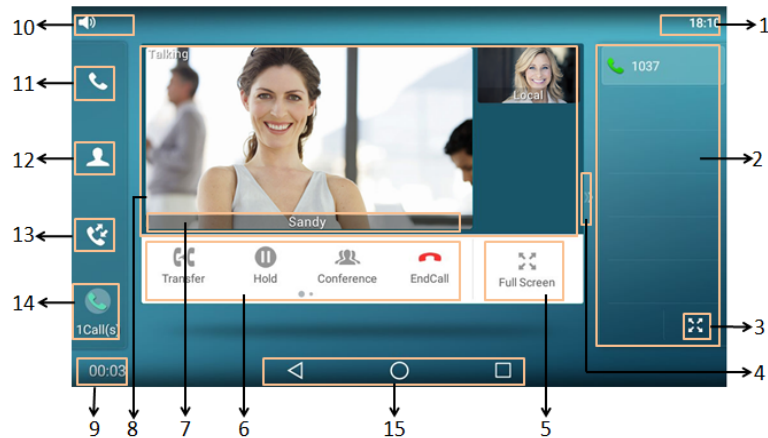 10
18:10
1
Talking
11
1037
Local
12
2
13
Sandy
Transfer
Hold
Conference
EndCall
Full Screen
14
1Call(s)
3
00:03
4
9
8
7
6
15
5